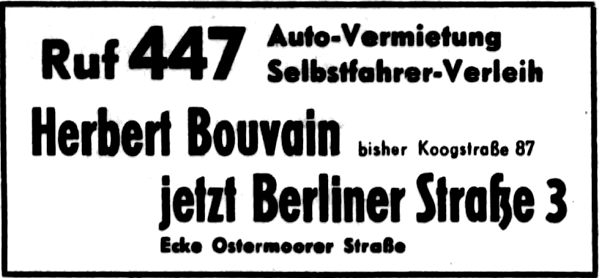 Ruf 447 Auto-Vermietung
Selbstfahrer-Verleih
Herbert Bouvain bisher Koogstraße 87
jetzt Berliner Straße 3
Ecke Ostermoorer Straße